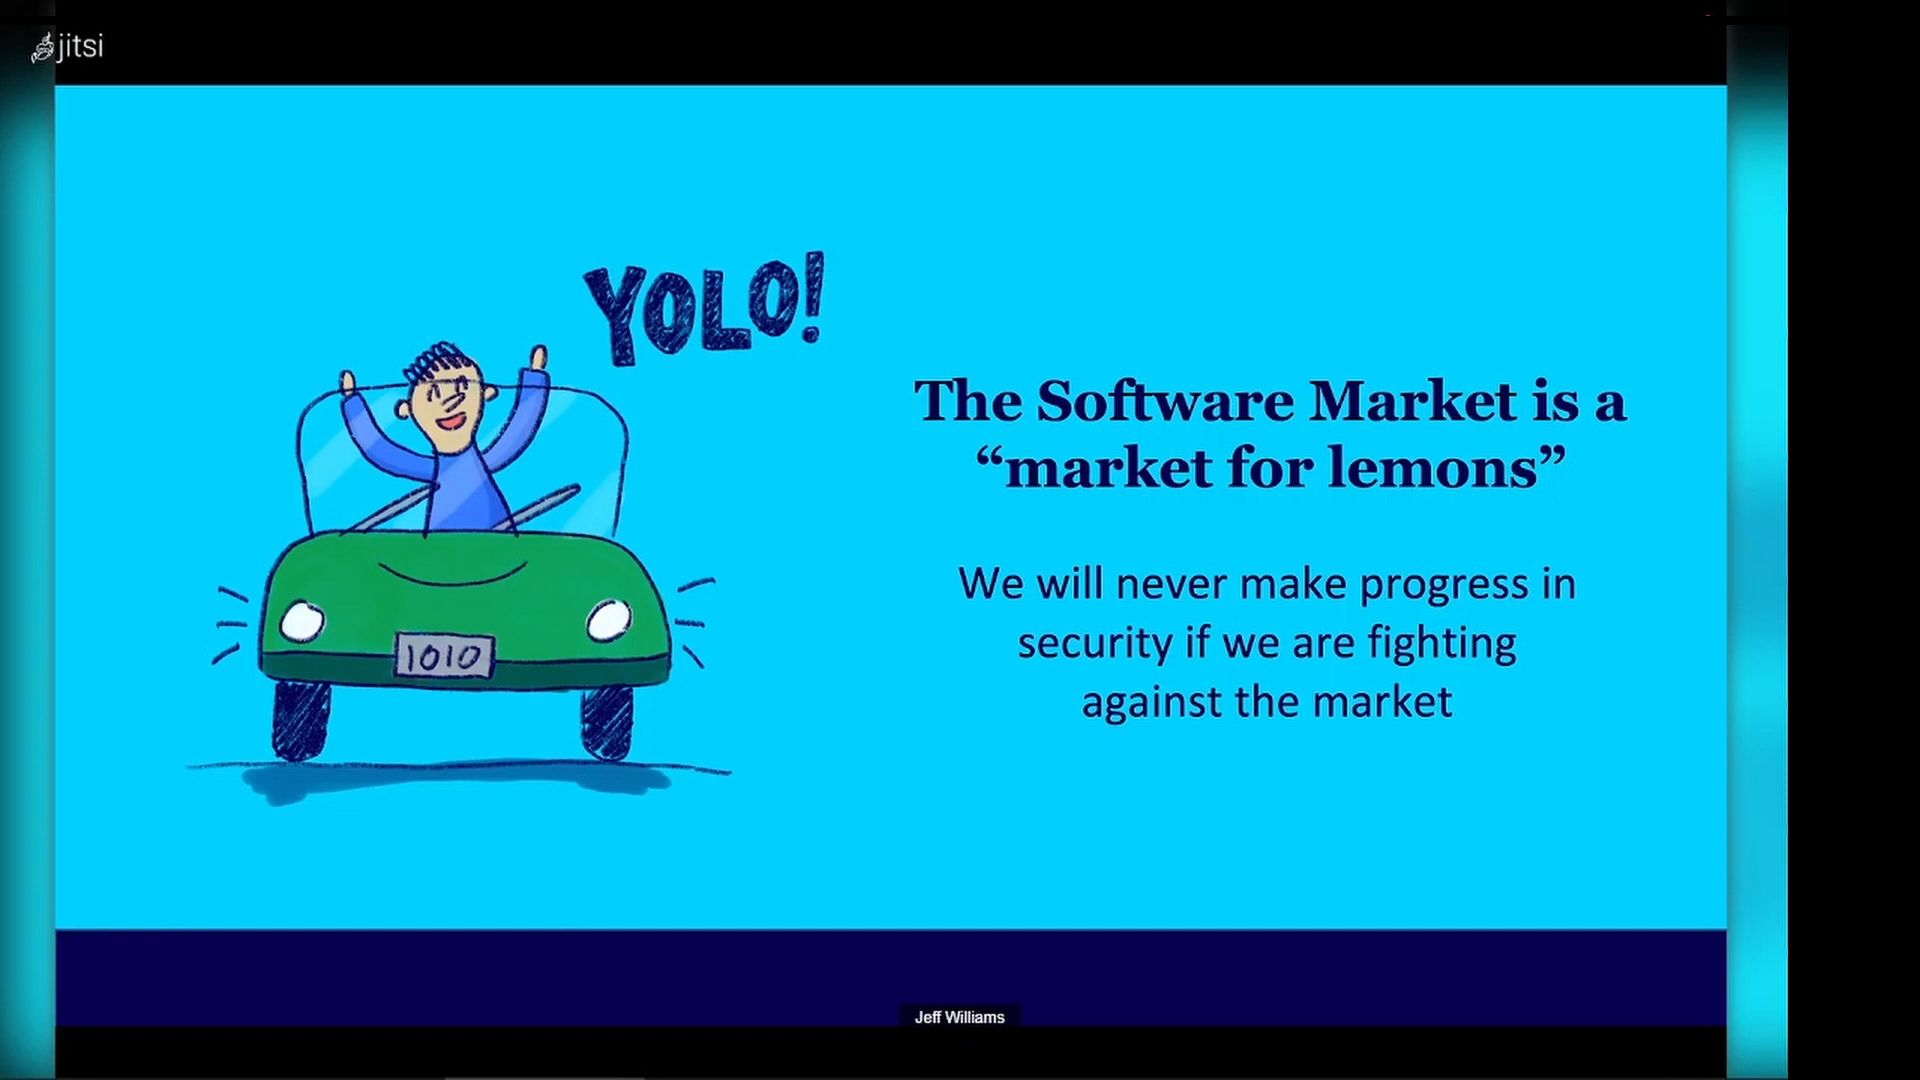 jitsi
YOLO!
The Software Market is a
“market for lemons”
We will never make progress in
security if we are fighting
against the market
1010
Jeff Williams